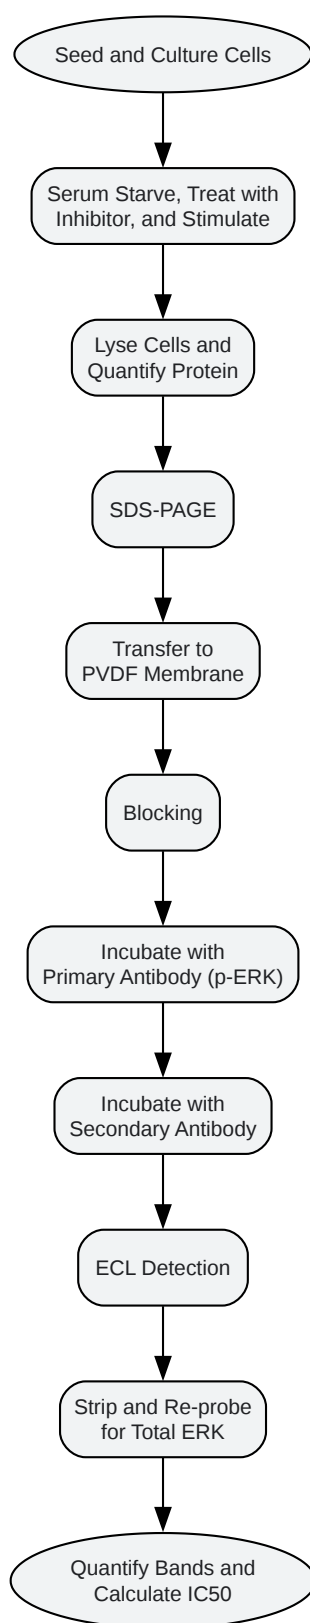 Seed and Culture Cells
Serum Starve, Treat with
Inhibitor, and Stimulate
Lyse Cells and
Quantify Protein
SDS-PAGE
Transfer to
PVDF Membrane
Blocking
Incubate with
Primary Antibody (p-ERK)
Incubate with
Secondary Antibody
ECL Detection
Strip and Re-probe
for Total ERK
Quantify Bands and
Calculate IC50